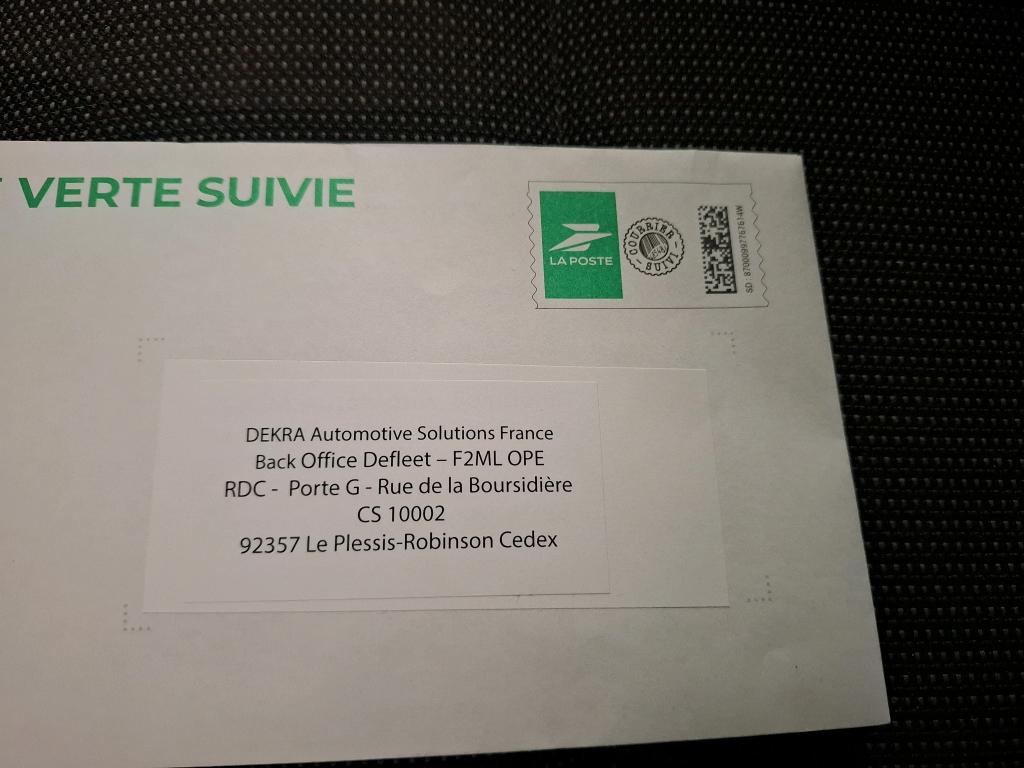 VERTE SUIVIE
LA POSTE
COURRIER
SUIVI
DEKRA Automotive Solutions France
Back Office Defleet – F2ML OPE
RDC - Porte G - Rue de la Boursidière
CS 10002
92357 Le Plessis-Robinson Cedex